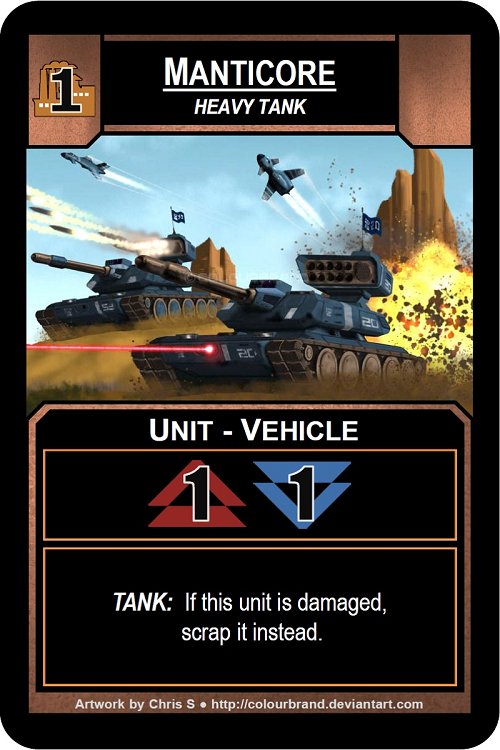 1
MANTICORE
HEAVY TANK
20
UNIT - VEHICLE
1 1
TANK: If this unit is damaged,
scrap it instead.
Artwork by Chris S ● http://colourbrand.deviantart.com